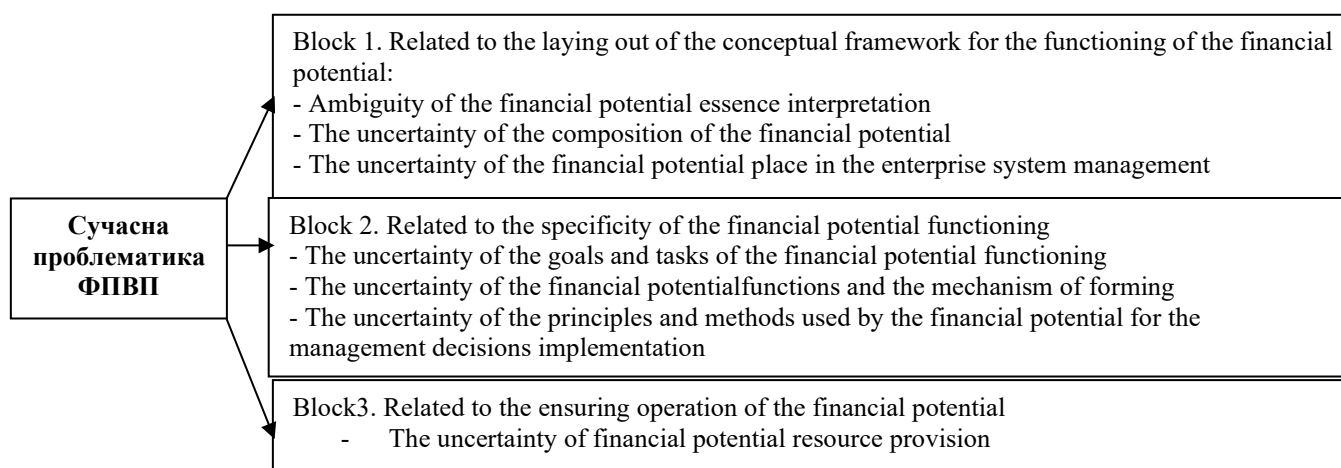 Сучасна
проблематика
ФПВП
Block 1. Related to the laying out of the conceptual framework for the functioning of the financial
potential:
- Ambiguity of the financial potential essence interpretation
- The uncertainty of the composition of the financial potential
- The uncertainty of the financial potential place in the enterprise system management
Block 2. Related to the specificity of the financial potential functioning
- The uncertainty of the goals and tasks of the financial potential functioning
- The uncertainty of the financial potentialfunctions and the mechanism of forming
- The uncertainty of the principles and methods used by the financial potential for the
management decisions implementation
Block3. Related to the ensuring operation of the financial potential
- The uncertainty of financial potential resource provision